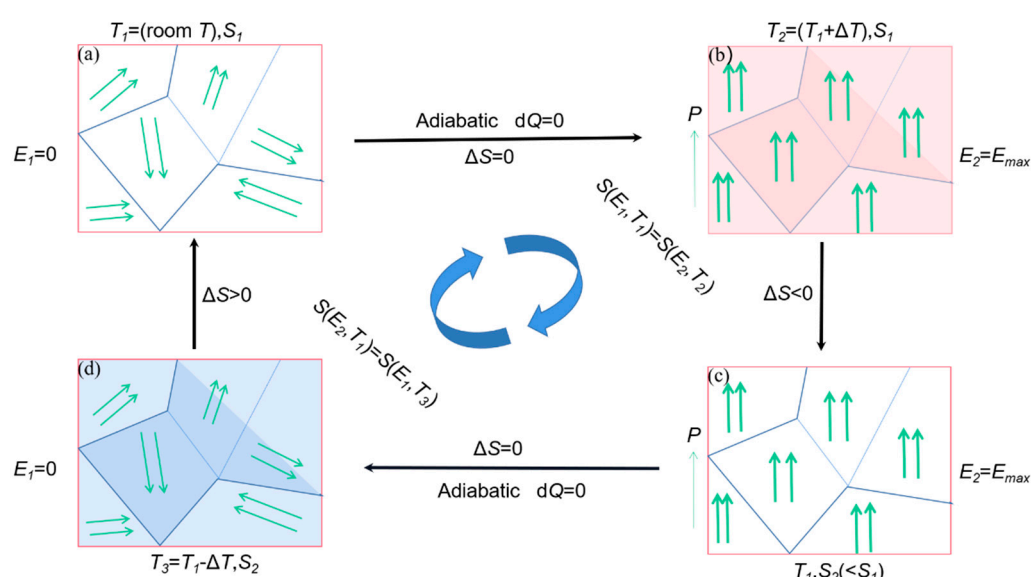 T₁=(room T),S₁
T₂=(T₁+ΔT),S₁
(a)
(b)
Adiabatic dQ=0
ΔS=0
P
E₁=0
E₂=Eₘₐₓ
S(E₁,T₁)=S(E₂,T₂)
ΔS>0
ΔS<0
S(E₂,T₁)=S(E₁,T₃)
(d)
(c)
P
ΔS=0
Adiabatic dQ=0
E₁=0
E₂=Eₘₐₓ
T₃=T₁-ΔT,S₂
T₁,S₂(<S₁)